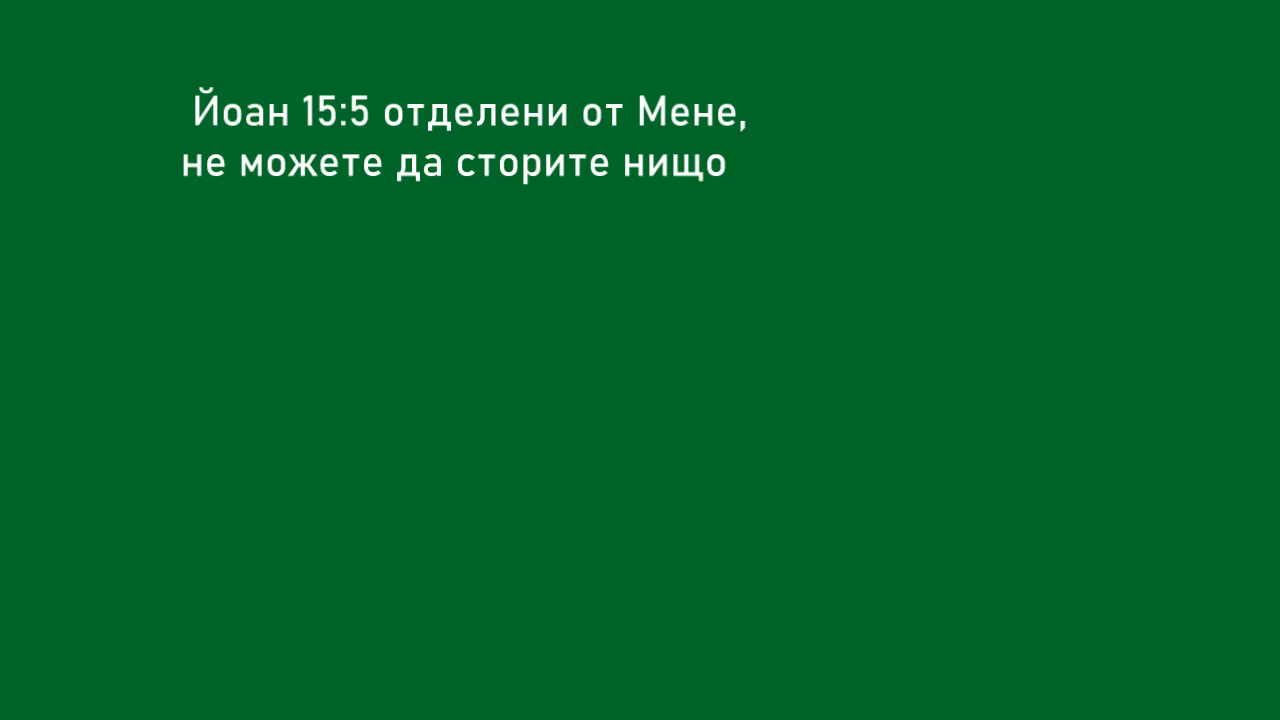 Йоан 15:5 отделени от Мене,
не можете да сторите нищо